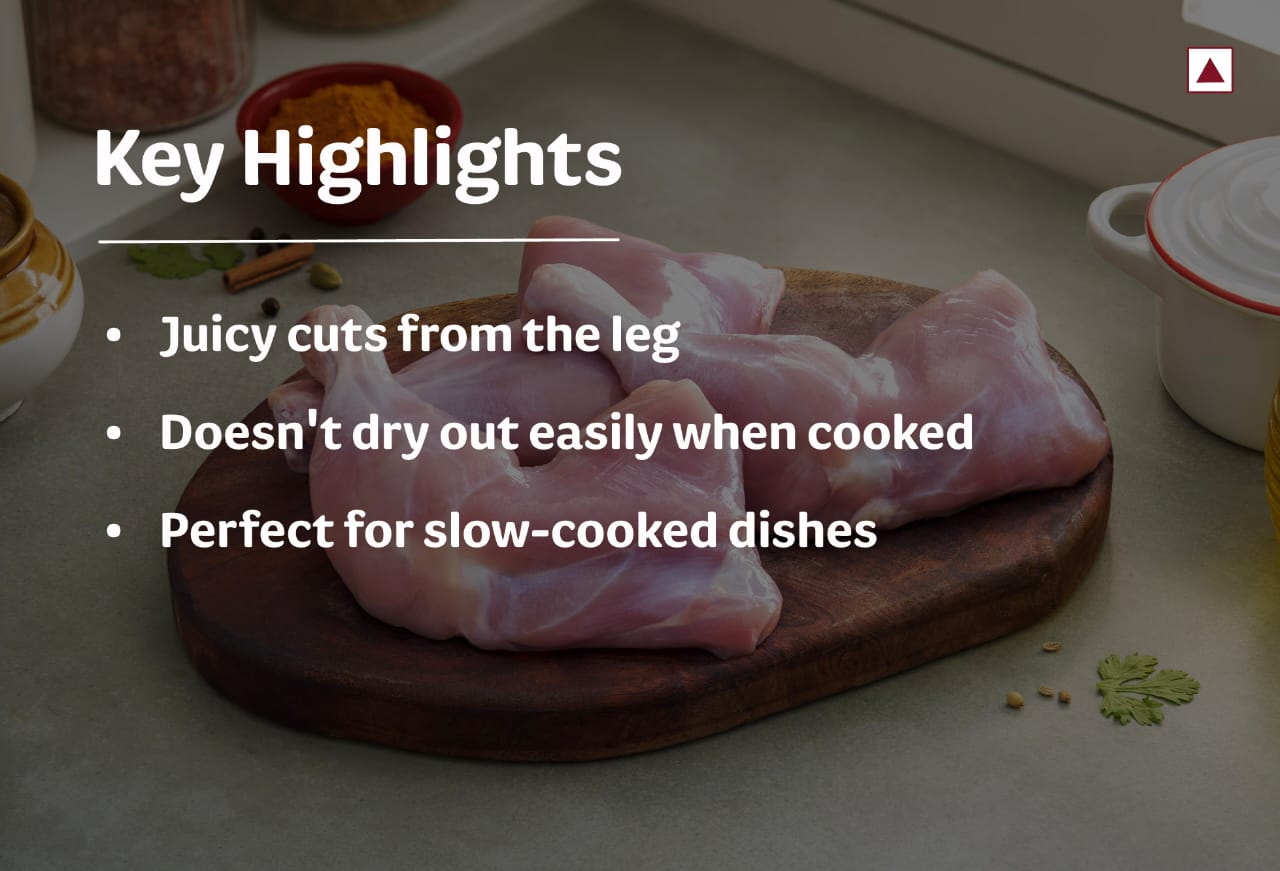 Key Highlights
• Juicy cuts from the leg
• Doesn't dry out easily when cooked
• Perfect for slow-cooked dishes